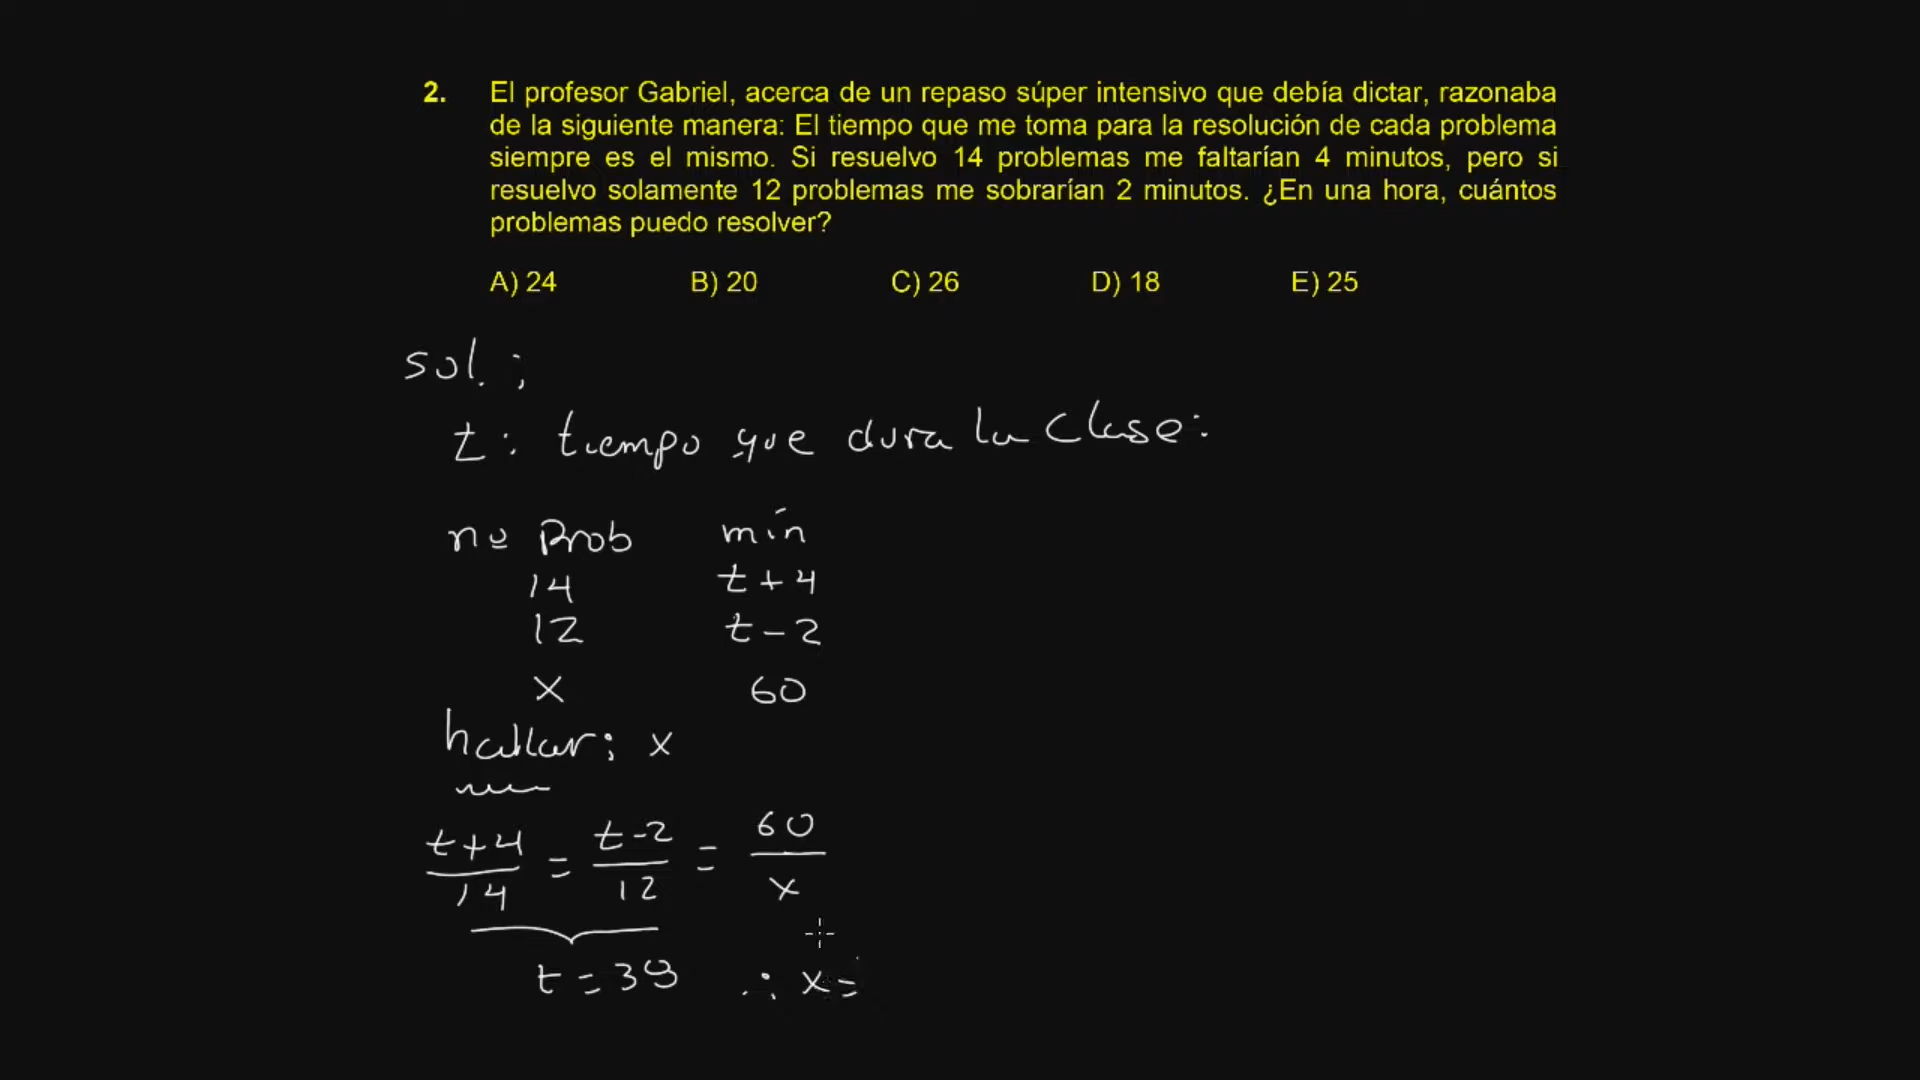 2. El profesor Gabriel, acerca de un repaso súper intensivo que debía dictar, razonaba
de la siguiente manera: El tiempo que me toma para la resolución de cada problema
siempre es el mismo. Si resuelvo 14 problemas me faltarían 4 minutos, pero si
resuelvo solamente 12 problemas me sobrarían 2 minutos. ¿En una hora, cuántos
problemas puedo resolver?
A) 24 B) 20 C) 26 D) 18 E) 25
sol. ;
t: tiempo que dura la clase:
nº Prob min
14 t+4
12 t-2
x 60
hallar: x
t+4/14 = t-2/12 = 60/x
t=38 ∴ x=